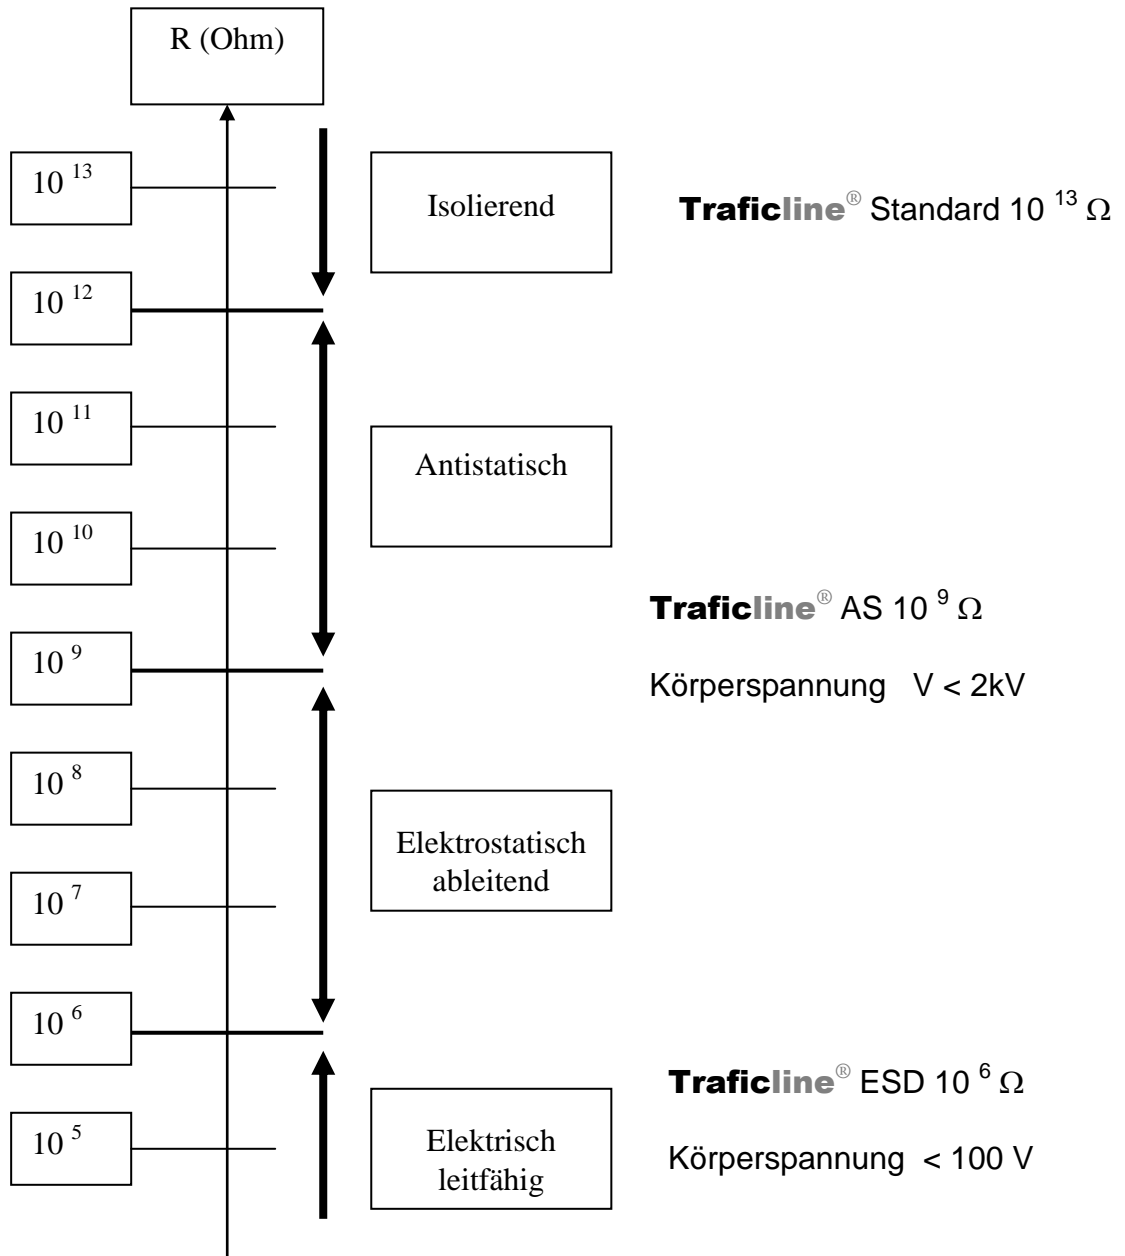 R (Ohm)
10 13
Isolierend
Traficline® Standard 10 13 Ω
10 12
10 11
Antistatisch
10 10
Traficline® AS 10 9 Ω
10 9
Körperspannung V < 2kV
10 8
Elektrostatisch
ableitend
10 7
10 6
Traficline® ESD 10 6 Ω
10 5
Elektrisch
leitfähig
Körperspannung < 100 V